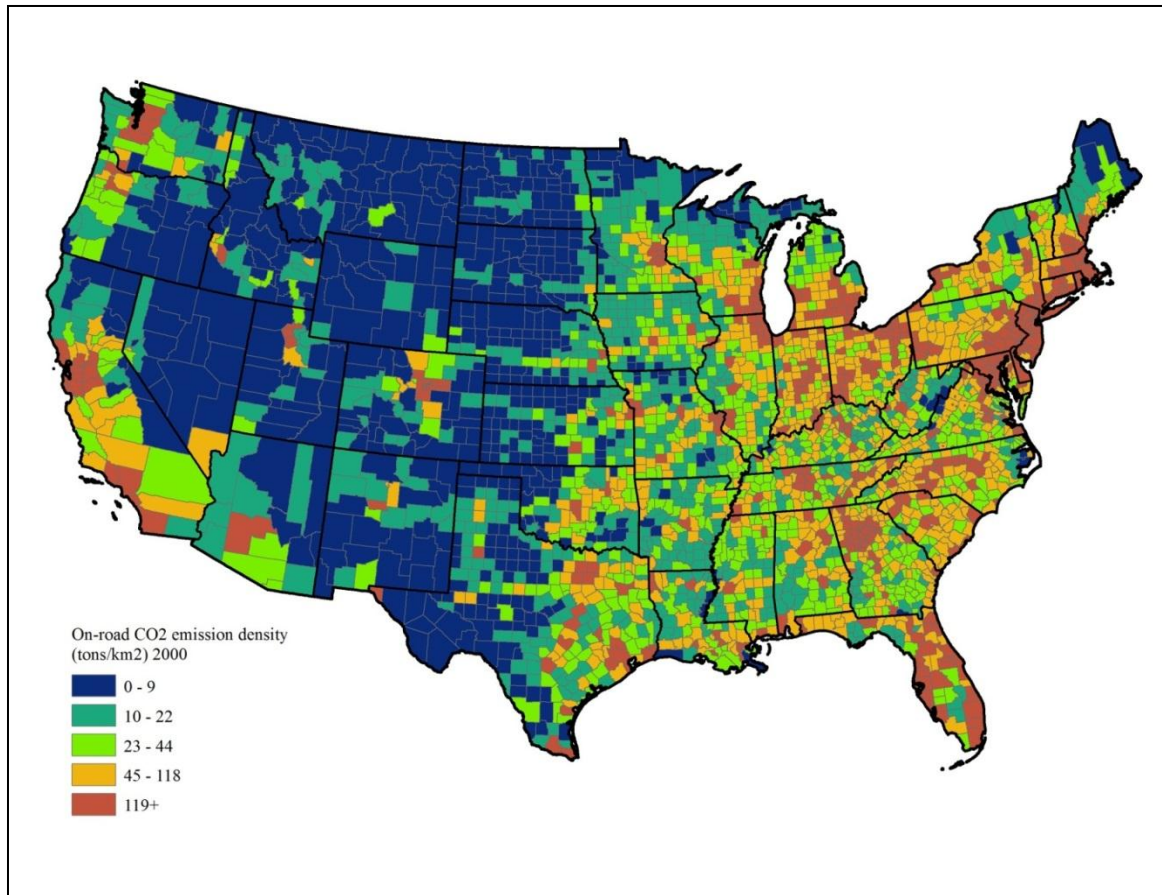 On-road CO2 emission density
(tons/km2) 2000
0 - 9
10 - 22
23 - 44
45 - 118
119+